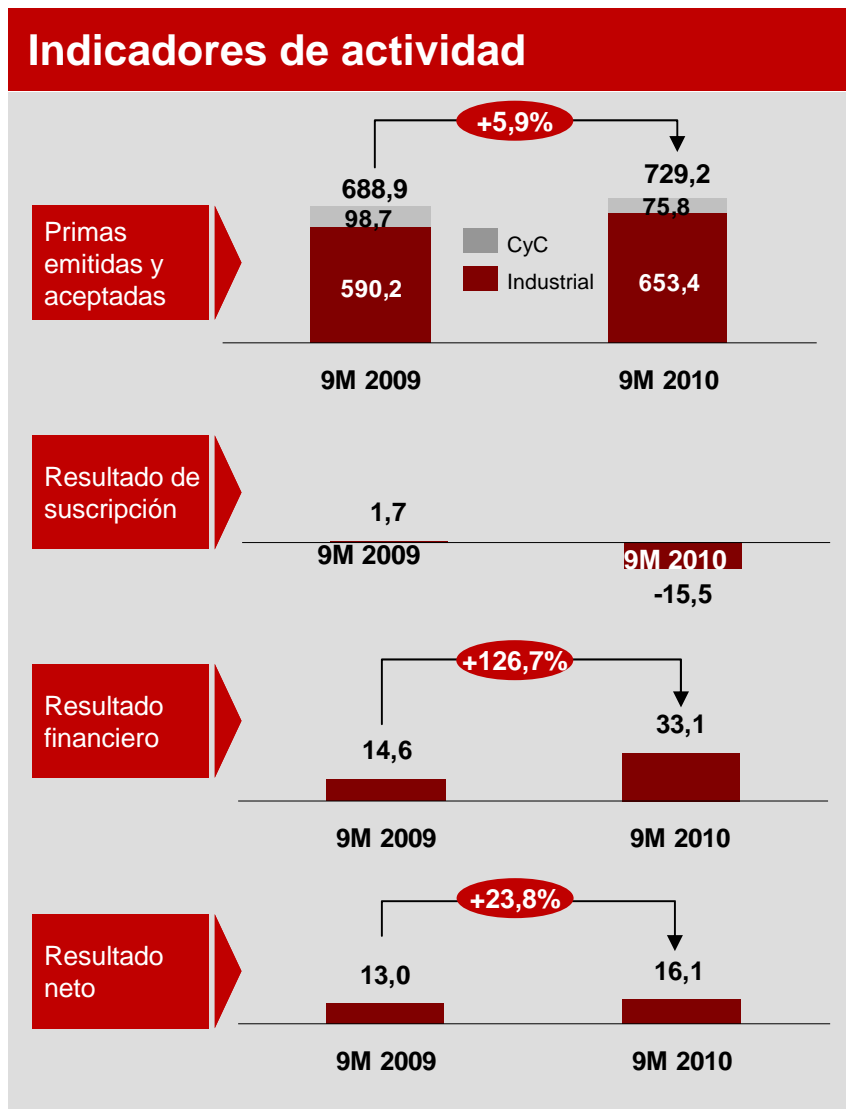 Indicadores de actividad
+5,9%
688,9
729,2
98,7
75,8
Primas
emitidas y
aceptadas
CyC
Industrial
590,2
653,4
9M 2009
9M 2010
Resultado de
suscripción
1,7
9M 2009
9M 2010
-15,5
+126,7%
Resultado
financiero
14,6
33,1
9M 2009
9M 2010
+23,8%
Resultado
neto
13,0
16,1
9M 2009
9M 2010